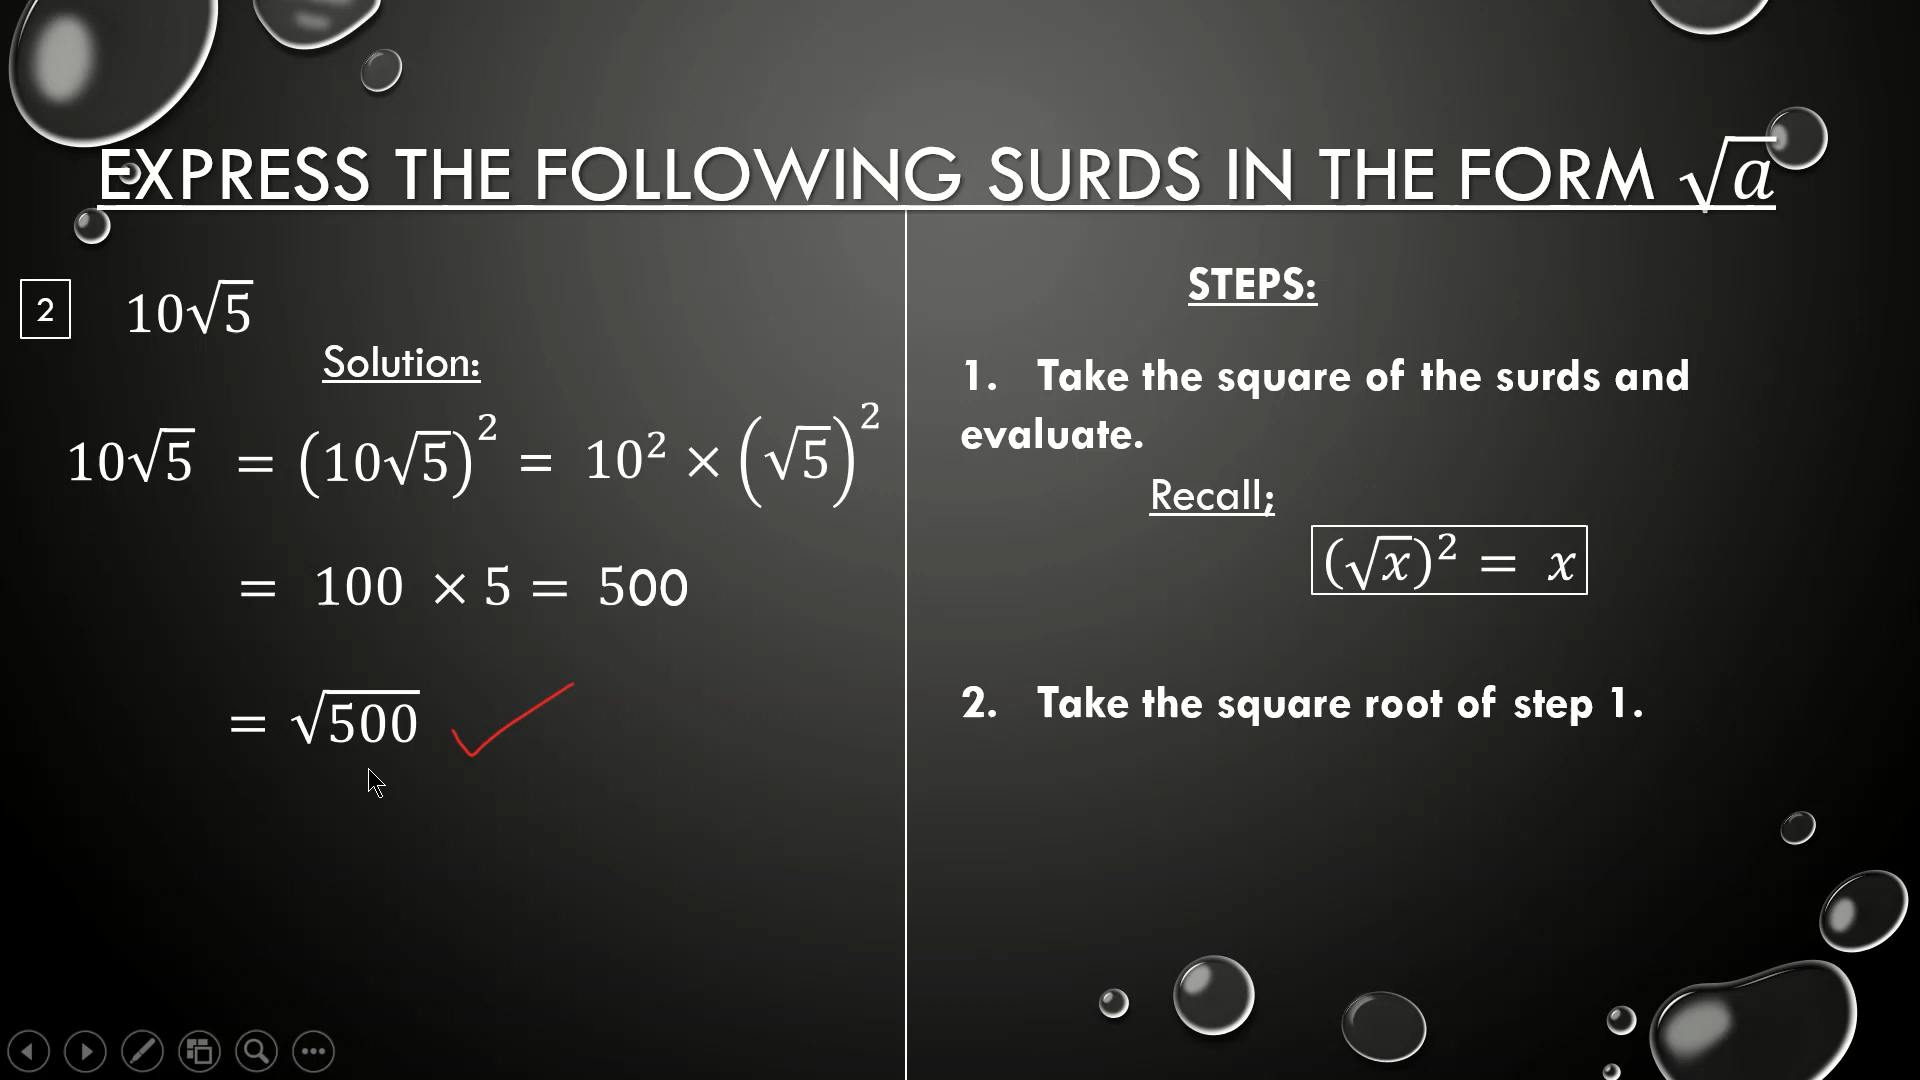 EXPRESS THE FOLLOWING SURDS IN THE FORM √a
2 10√5
Solution:
10√5 = (10√5)² = 10² × (√5)²
= 100 × 5 = 500
= √500
STEPS:
1. Take the square of the surds and
evaluate.
Recall;
(√x)² = x
2. Take the square root of step 1.